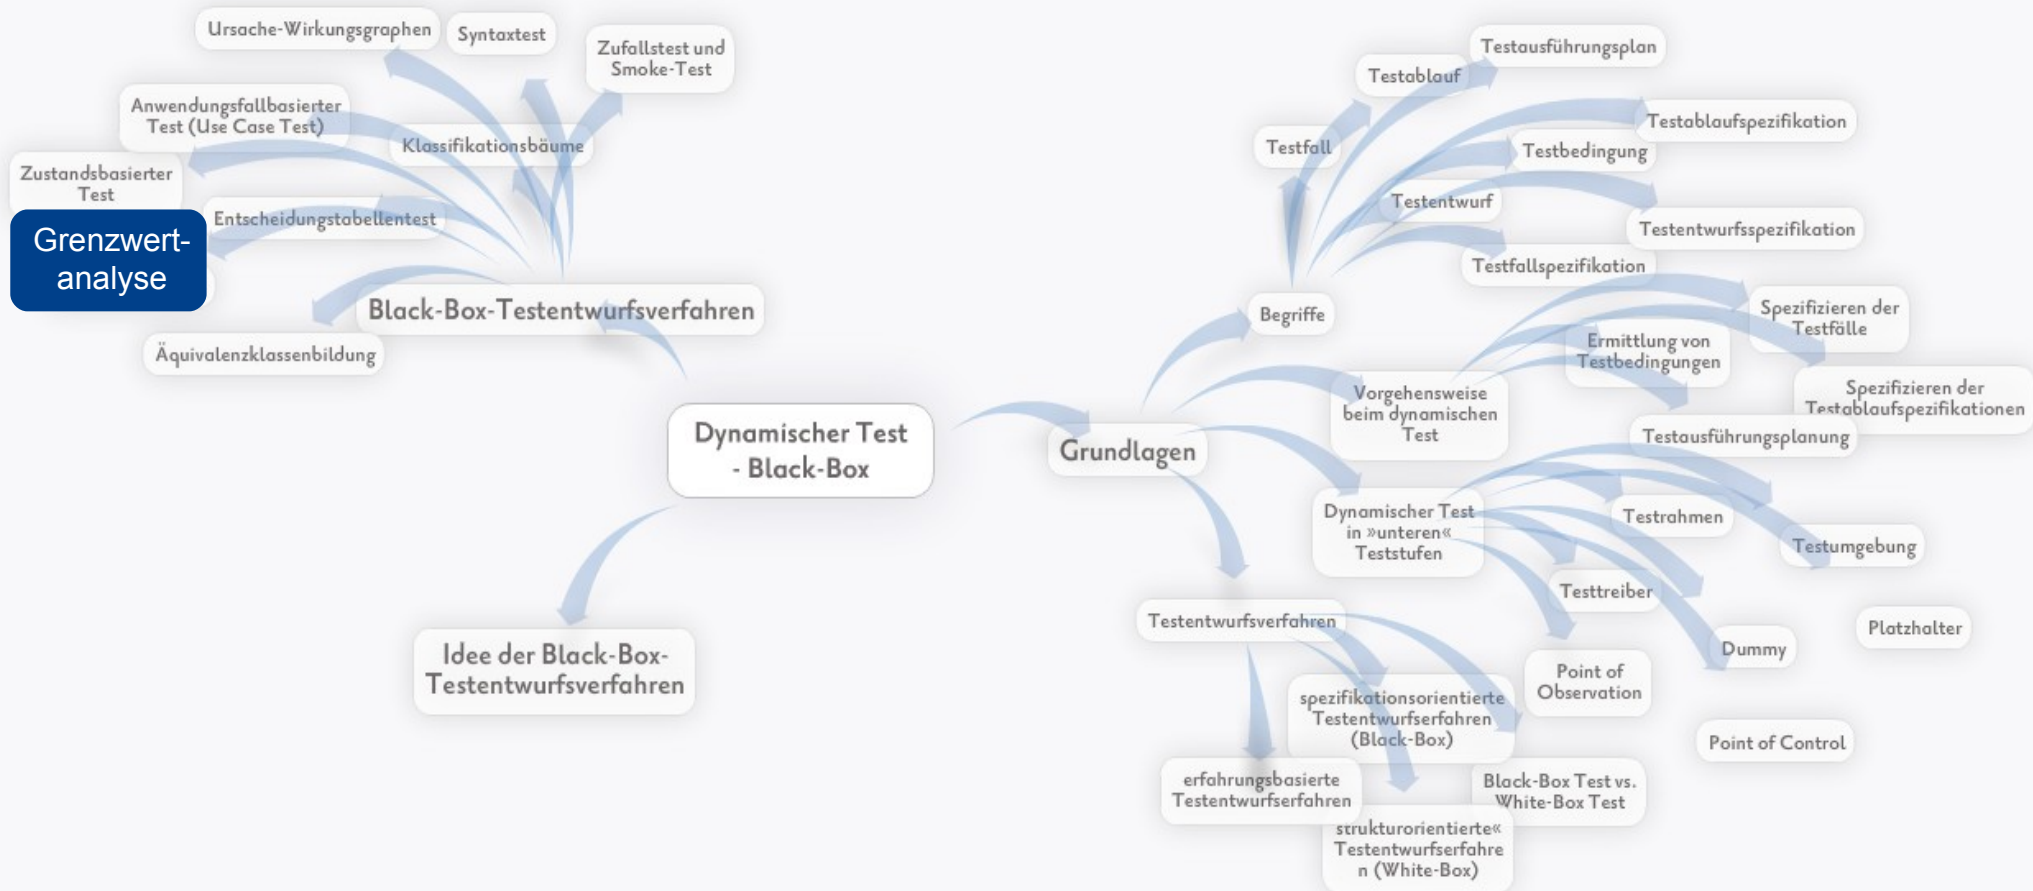 Ursache-Wirkungsgraphen
Syntaxtest
Zufallstest und
Smoke-Test
Anwendungsfallbasierter
Test (Use Case Test)
Klassifikationsbäume
Zustandsbasierter
Test
Entscheidungstabellentest
Grenzwert-
analyse
Black-Box-Testentwurfsverfahren
Äquivalenzklassenbildung
Dynamischer Test
- Black-Box
Idee der Black-Box-
Testentwurfsverfahren
Grundlagen
Begriffe
Testfall
Testablauf
Testausführungsplan
Testablaufspezifikation
Testbedingung
Testentwurf
Testentwurfsspezifikation
Testfallspezifikation
Vorgehensweise
beim dynamischen
Test
Spezifizieren der
Testfälle
Ermittlung von
Testbedingungen
Spezifizieren der
Testablaufspezifikationen
Testausführungsplanung
Dynamischer Test
in »unteren«
Teststufen
Testrahmen
Testumgebung
Testtreiber
Platzhalter
Dummy
Point of
Observation
Point of Control
Testentwurfsverfahren
spezifikationsorientierte
Testentwurfserfahren
(Black-Box)
erfahrungsbasierte
Testentwurfserfahren
Black-Box Test vs.
White-Box Test
strukturorientierte«
Testentwurfserfahre
n (White-Box)